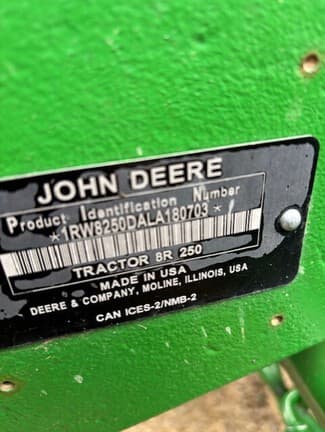 JOHN DEERE
Product Identification Number
*1RW8250DALA180703*
TRACTOR 8R 250
MADE IN USA
DEERE & COMPANY, MOLINE, ILLINOIS, USA
CAN ICES-2/NMB-2